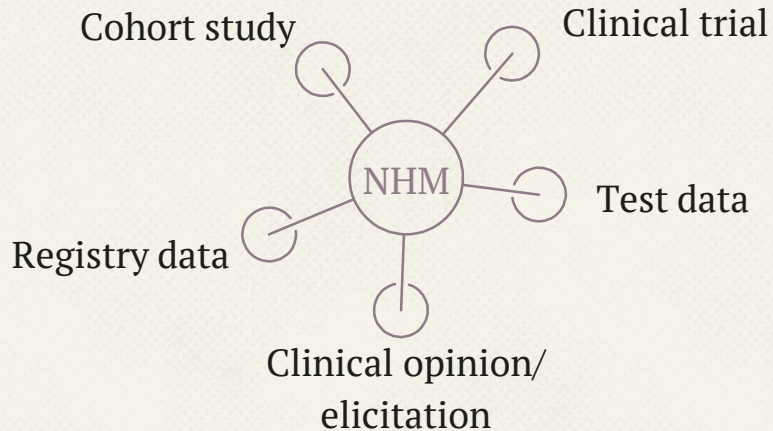 Cohort study
Clinical trial
NHM
Test data
Registry data
Clinical opinion/
elicitation